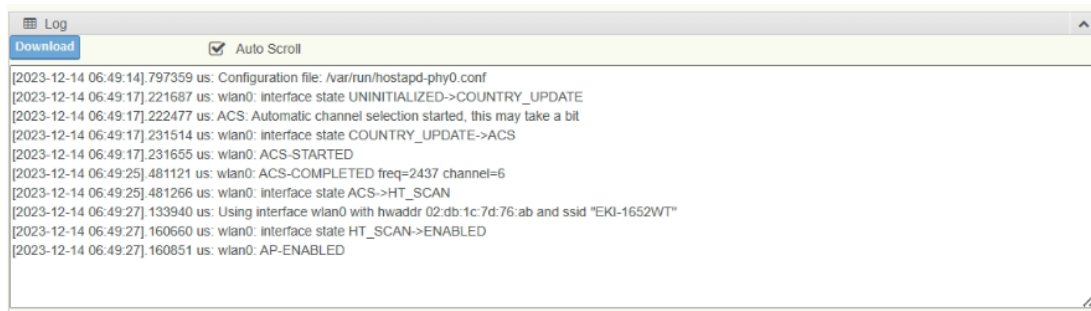 Log
Download Auto Scroll
[2023-12-14 06:49:14].797359 us: Configuration file: /var/run/hostapd-phy0.conf
[2023-12-14 06:49:17].221687 us: wlan0: interface state UNINITIALIZED->COUNTRY_UPDATE
[2023-12-14 06:49:17].222477 us: ACS: Automatic channel selection started, this may take a bit
[2023-12-14 06:49:17].231514 us: wlan0: interface state COUNTRY_UPDATE->ACS
[2023-12-14 06:49:17].231655 us: wlan0: ACS-STARTED
[2023-12-14 06:49:25].481121 us: wlan0: ACS-COMPLETED freq=2437 channel=6
[2023-12-14 06:49:25].481266 us: wlan0: interface state ACS->HT_SCAN
[2023-12-14 06:49:27].133940 us: Using interface wlan0 with hwaddr 02:db:1c:7d:76:ab and ssid "EKI-1652WT"
[2023-12-14 06:49:27].160660 us: wlan0: interface state HT_SCAN->ENABLED
[2023-12-14 06:49:27].160851 us: wlan0: AP-ENABLED